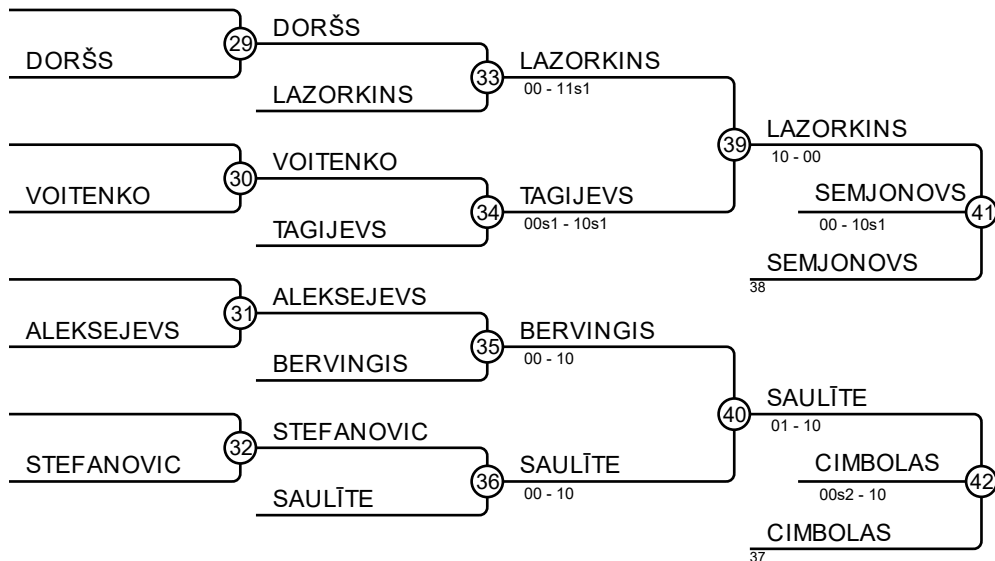 DORŠS
29
DORŠS
LAZORKINS
33
LAZORKINS
00 - 11s1
VOITENKO
30
VOITENKO
TAGIJEVS
34
TAGIJEVS
00s1 - 10s1
39
LAZORKINS
10 - 00
SEMJONOVS
00 - 10s1
41
SEMJONOVS
38
ALEKSEJEVS
31
ALEKSEJEVS
BERVINGIS
35
BERVINGIS
00 - 10
STEFANOVIC
32
STEFANOVIC
SAULĪTE
36
SAULĪTE
00 - 10
40
SAULĪTE
01 - 10
CIMBOLAS
00s2 - 10
42
CIMBOLAS
37